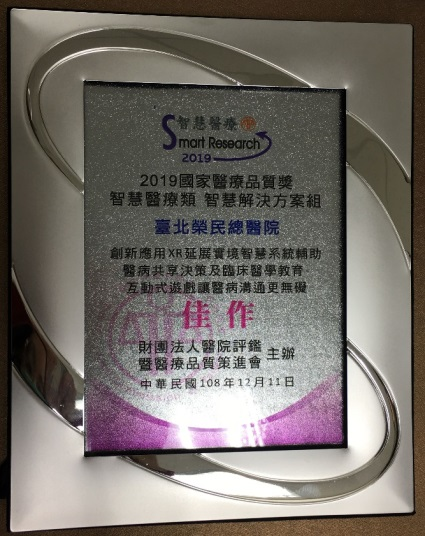 智慧醫療
Smart Research
2019
2019國家醫療品質獎
智慧醫療類 智慧解決方案組
臺北榮民總醫院
創新應用XR延展實境智慧系統輔助
醫病共享決策及臨床醫學教育
互動式遊戲讓醫病溝通更無礙
佳作
財團法人醫院評鑑
暨醫療品質策進會 主辦
中華民國108年12月11日